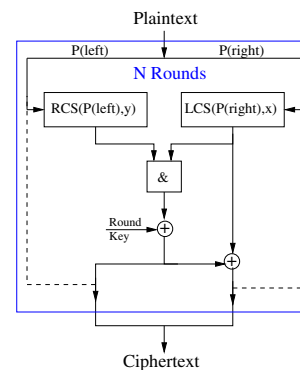 Plaintext
P(left) P(right)
N Rounds
RCS(P(left),y) LCS(P(right),x)
&
Round
Key
Ciphertext